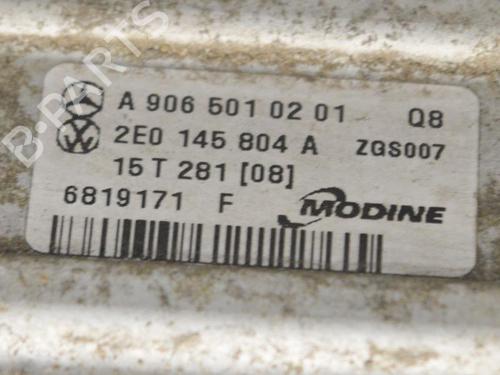 B-PARTS
A 906 501 02 01 Q8
2E0 145 804 A ZGS007
15 T 281 [08]
6819171 F MODINE